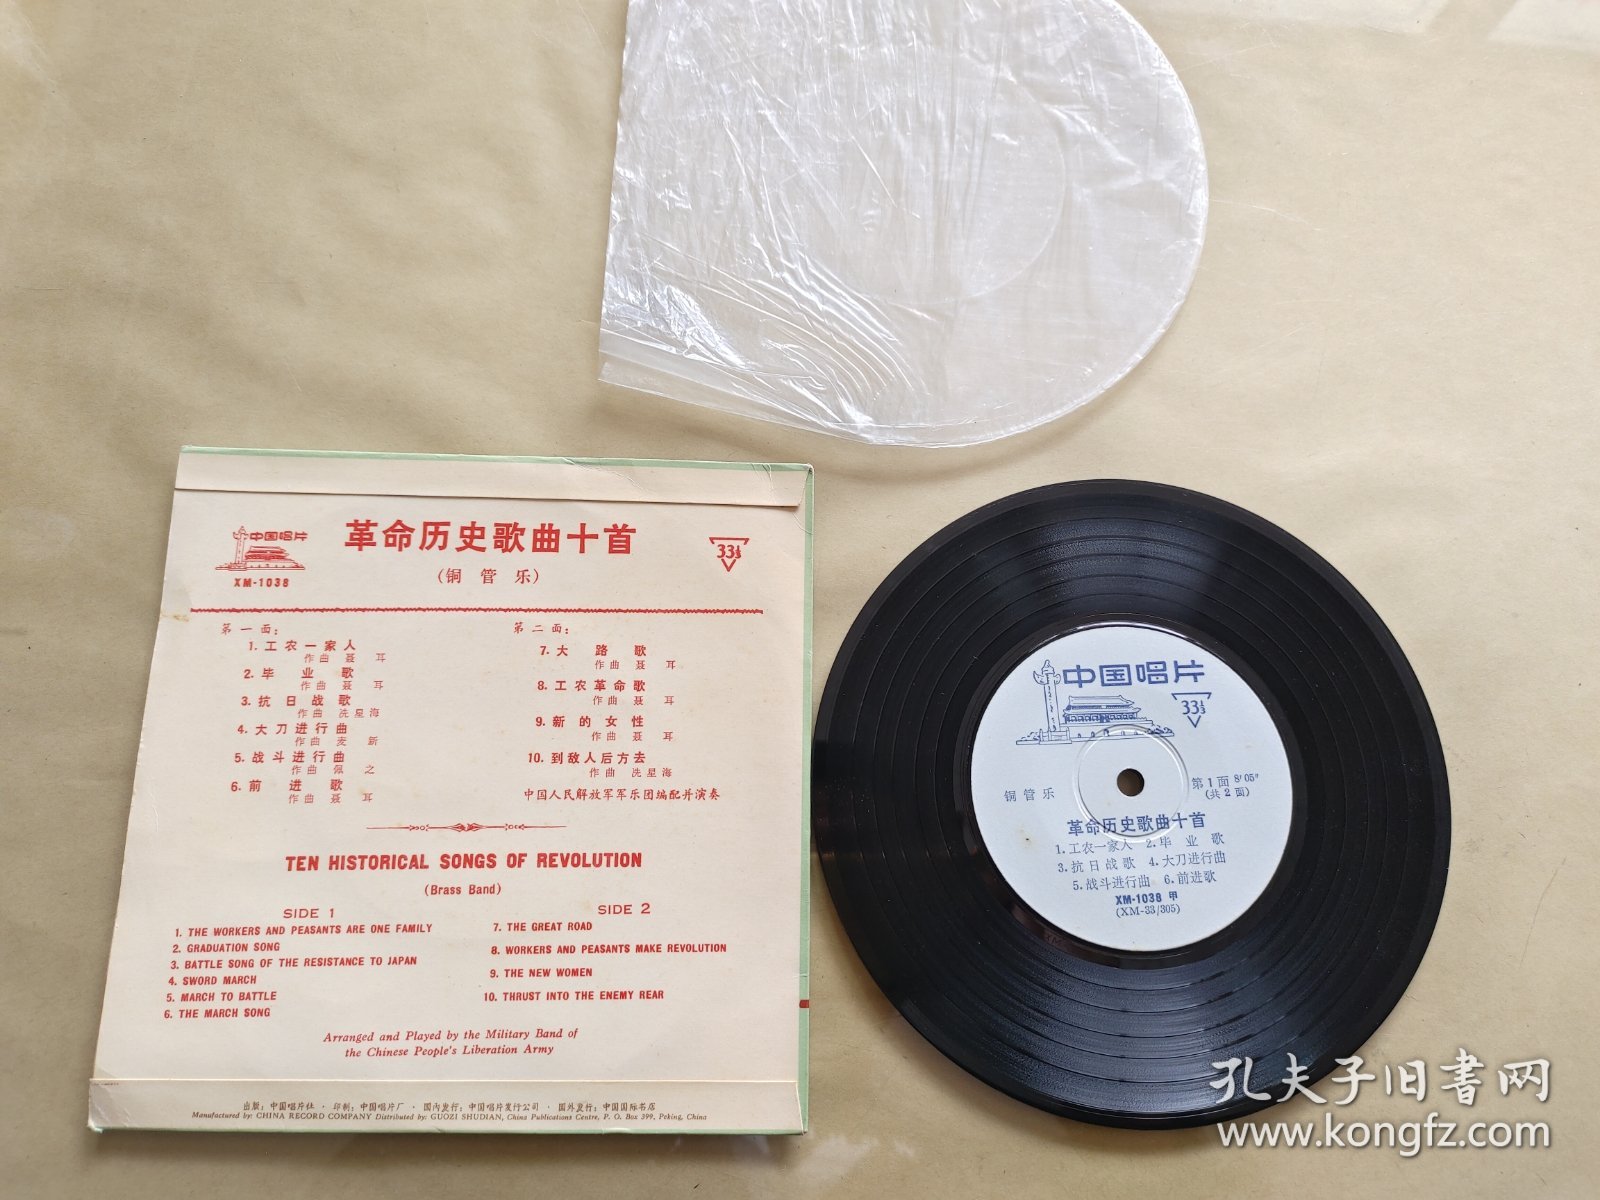 中国唱片
XM-1038
革命历史歌曲十首
(铜管乐)
33⅓
第一面:
1. 工农一家人
作曲 聂耳
2. 毕业歌
作曲 聂耳
3. 抗日战歌
作曲 冼星海
4. 大刀进行曲
作曲 麦新
5. 战斗进行曲
作曲 佩之
6. 前进歌
作曲 聂耳
第二面:
7. 大路歌
作曲 聂耳
8. 工农革命歌
作曲 聂耳
9. 新的女性
作曲 聂耳
10. 到敌人后方去
作曲 冼星海
中国人民解放军军乐团编配并演奏
TEN HISTORICAL SONGS OF REVOLUTION
(Brass Band)
SIDE 1
1. THE WORKERS AND PEASANTS ARE ONE FAMILY
2. GRADUATION SONG
3. BATTLE SONG OF THE RESISTANCE TO JAPAN
4. SWORD MARCH
5. MARCH TO BATTLE
6. THE MARCH SONG
SIDE 2
7. THE GREAT ROAD
8. WORKERS AND PEASANTS MAKE REVOLUTION
9. THE NEW WOMEN
10. THRUST INTO THE ENEMY REAR
Arranged and Played by the Military Band of
the Chinese People's Liberation Army
出版: 中国唱片社 · 印制: 中国唱片厂 · 国内发行: 中国唱片发行公司 · 国外发行: 中国国际书店
Manufactured by: CHINA RECORD COMPANY Distributed by: GUOZI SHUDIAN, China Publications Centre, P. O. Box 399, Peking, China
中国唱片
33⅓
铜管乐
第1面 8′05″
(共2面)
革命历史歌曲十首
1.工农一家人 2.毕业歌
3.抗日战歌 4.大刀进行曲
5.战斗进行曲 6.前进歌
XM-1038 甲
(XM-33/305)
孔夫子旧书网
www.kongfz.com